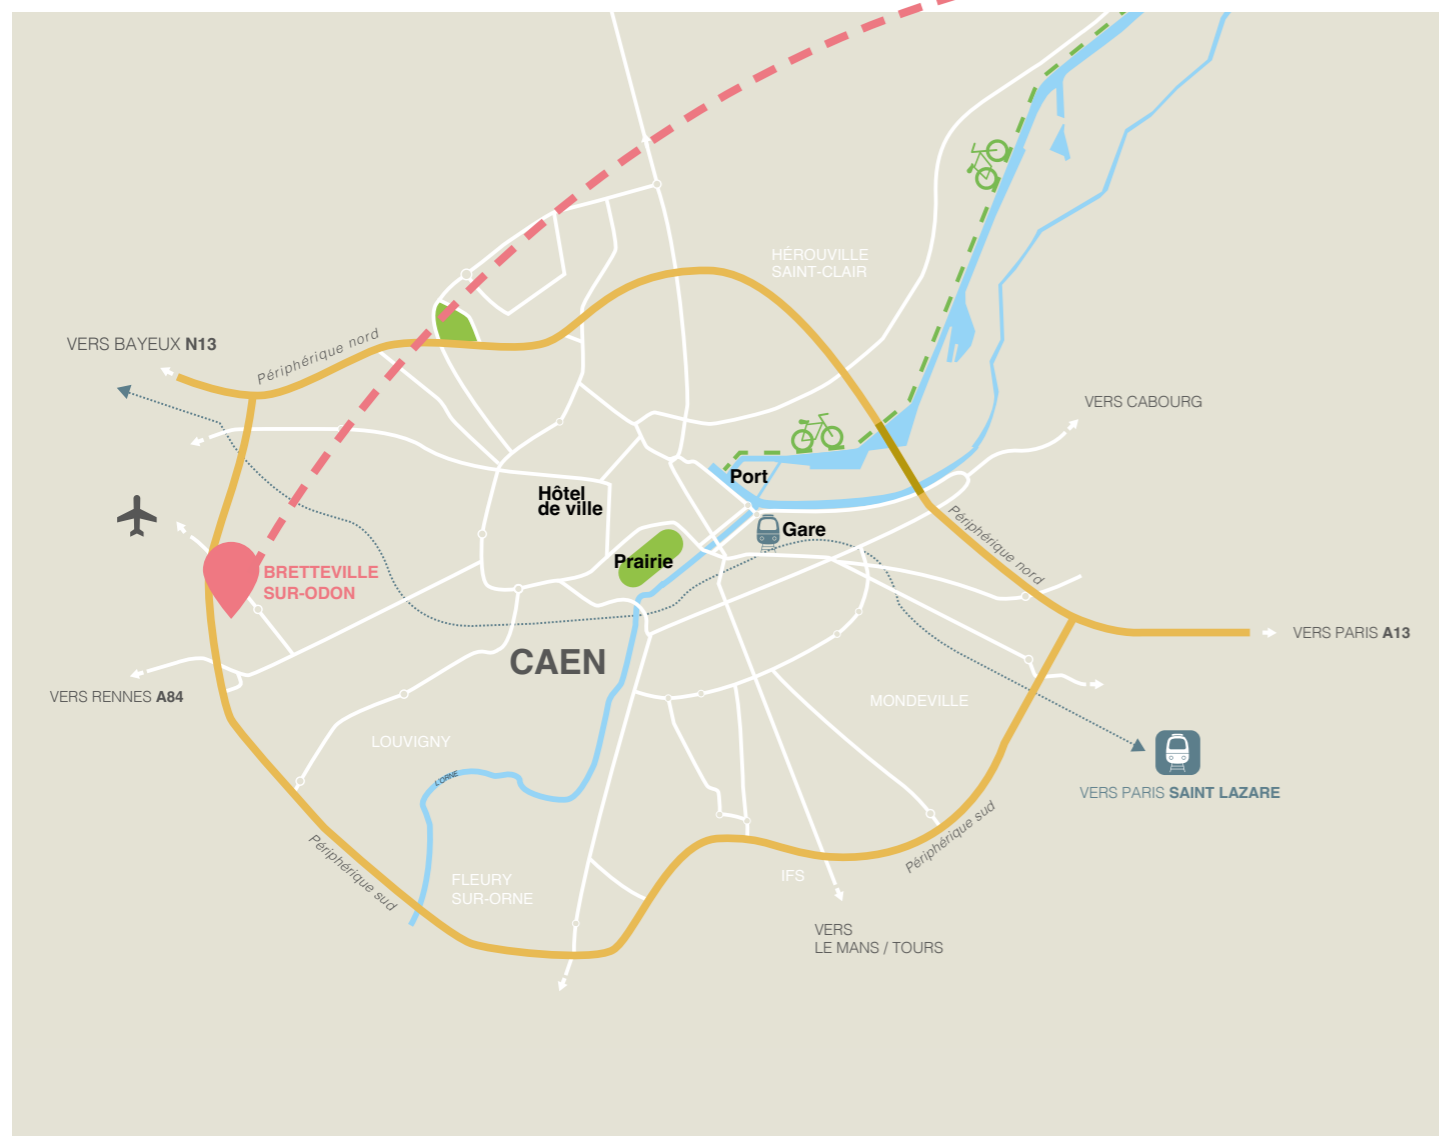 HÉROUVILLE
SAINT-CLAIR
VERS BAYEUX N13
Périphérique nord
VERS CABOURG
Port
Hôtel
de ville
Gare
Prairie
Périphérique nord
BRETTEVILLE
SUR-ODON
VERS PARIS A13
CAEN
VERS RENNES A84
MONDEVILLE
LOUVIGNY
L'ORNE
VERS PARIS SAINT LAZARE
Périphérique sud
Périphérique sud
FLEURY
SUR-ORNE
IFS
VERS
LE MANS / TOURS